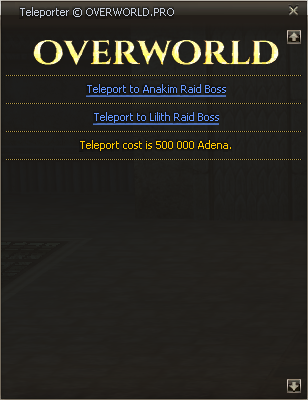 Teleporter © OVERWORLD.PRO
OVERWORLD
Teleport to Anakim Raid Boss
Teleport to Lilith Raid Boss
Teleport cost is 500 000 Adena.